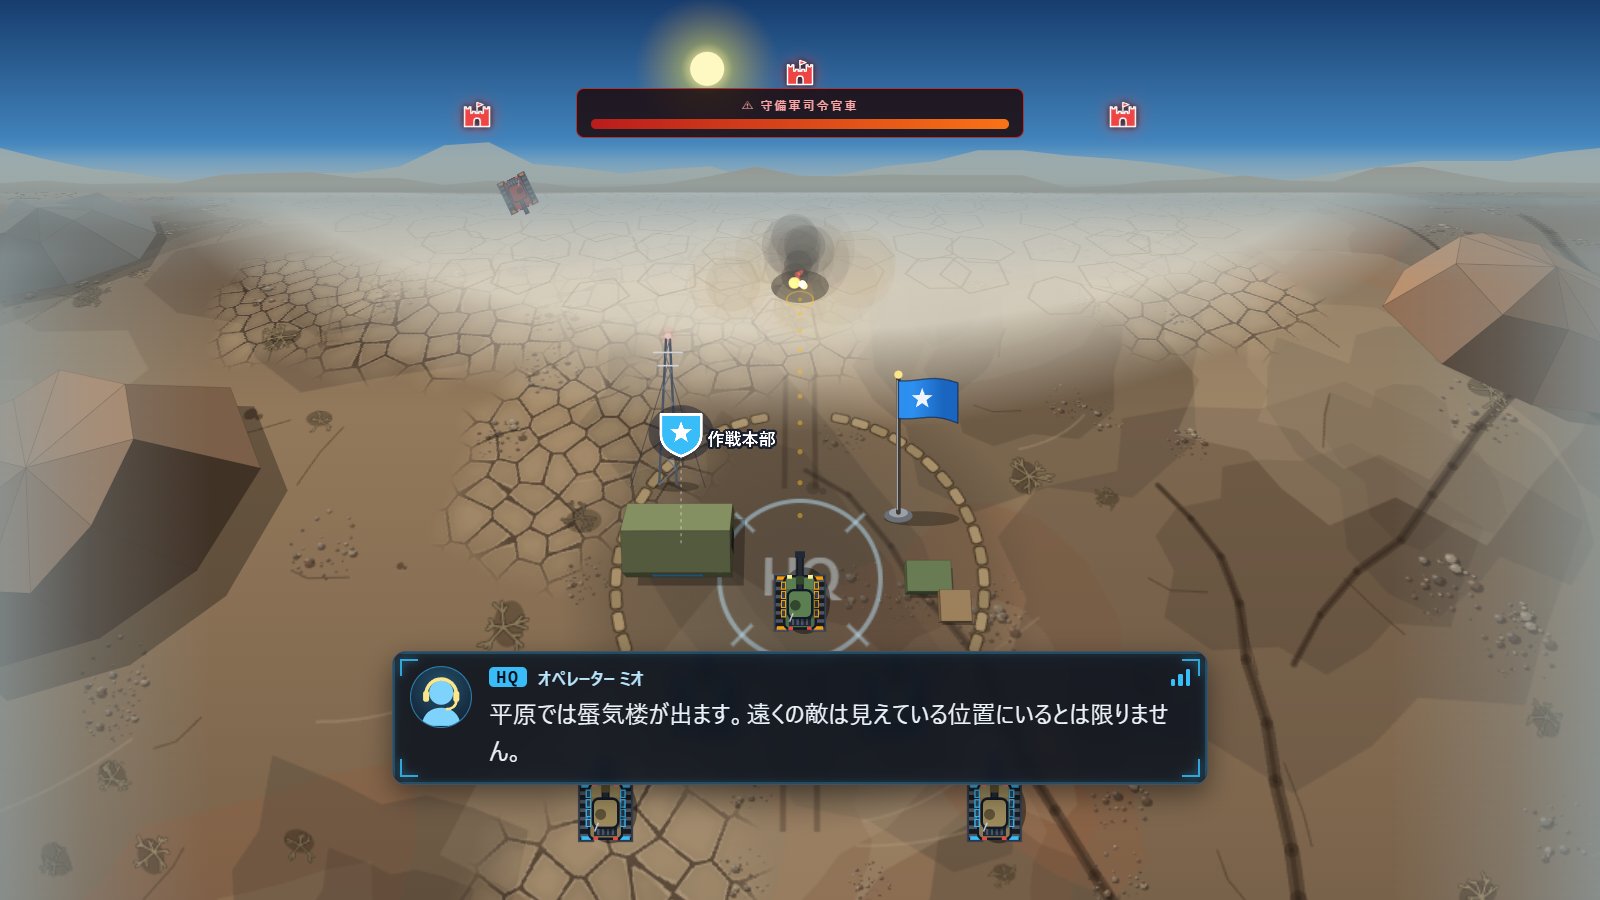 ⚠ 守備軍司令官車
作戦本部
HQ
HQ オペレーター ミオ
平原では蜃気楼が出ます。遠くの敵は見えている位置にいるとは限りませ
ん。